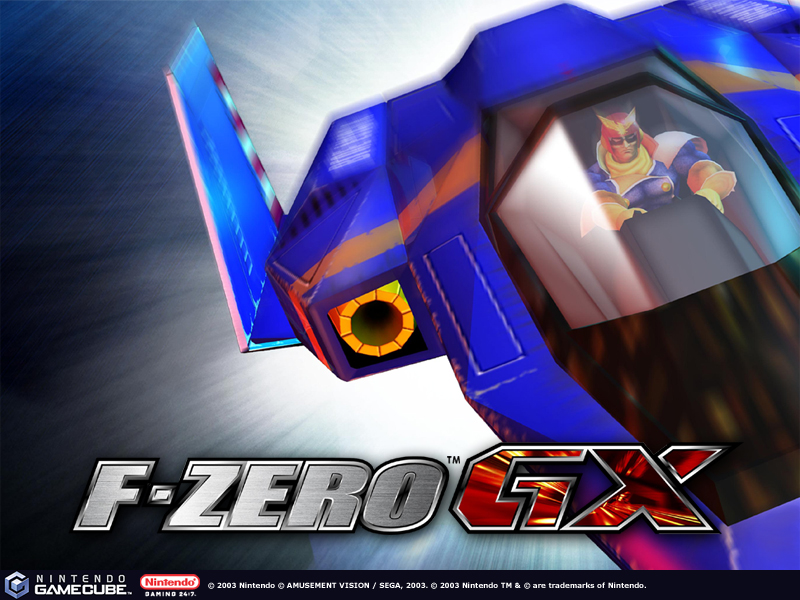 F-ZERO™ GX
NINTENDO
GAMECUBE™
Nintendo®
GAMING 24•7.
© 2003 Nintendo © AMUSEMENT VISION / SEGA, 2003. © 2003 Nintendo TM & © are trademarks of Nintendo.